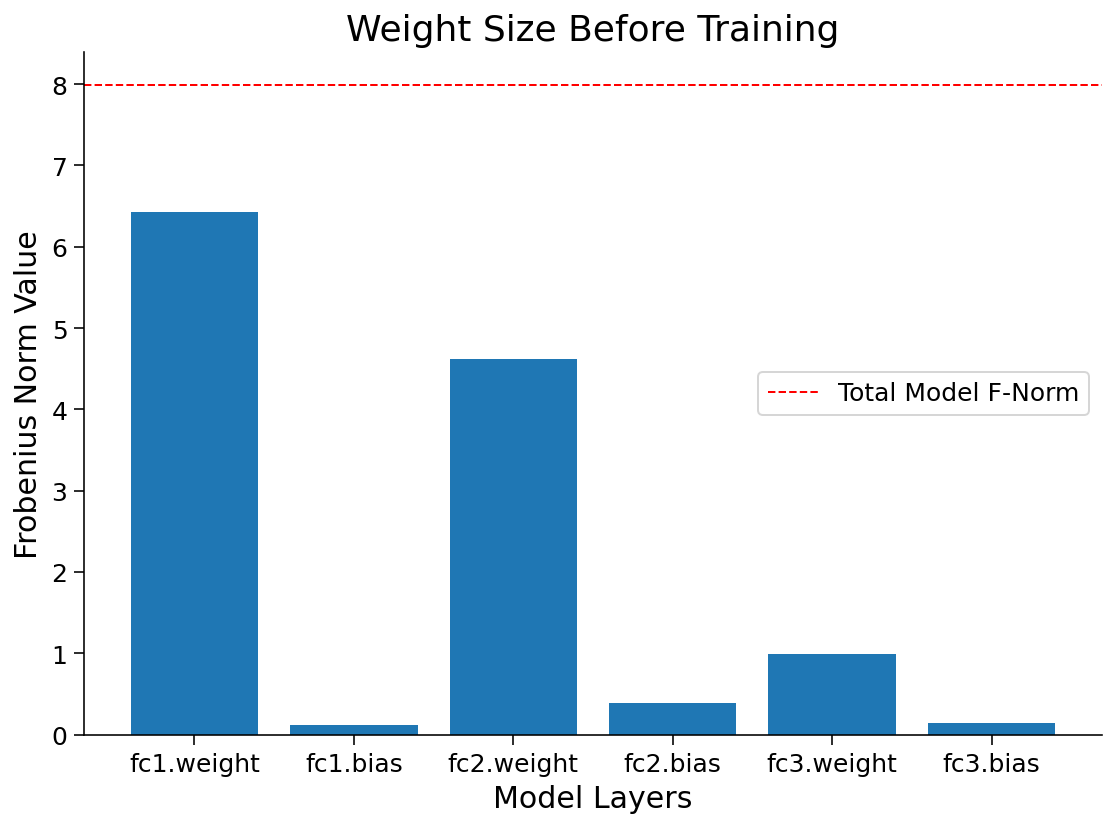 Weight Size Before Training
Frobenius Norm Value
8
7
6
5
4
3
2
1
0
Total Model F-Norm
fc1.weight fc1.bias fc2.weight fc2.bias fc3.weight fc3.bias
Model Layers